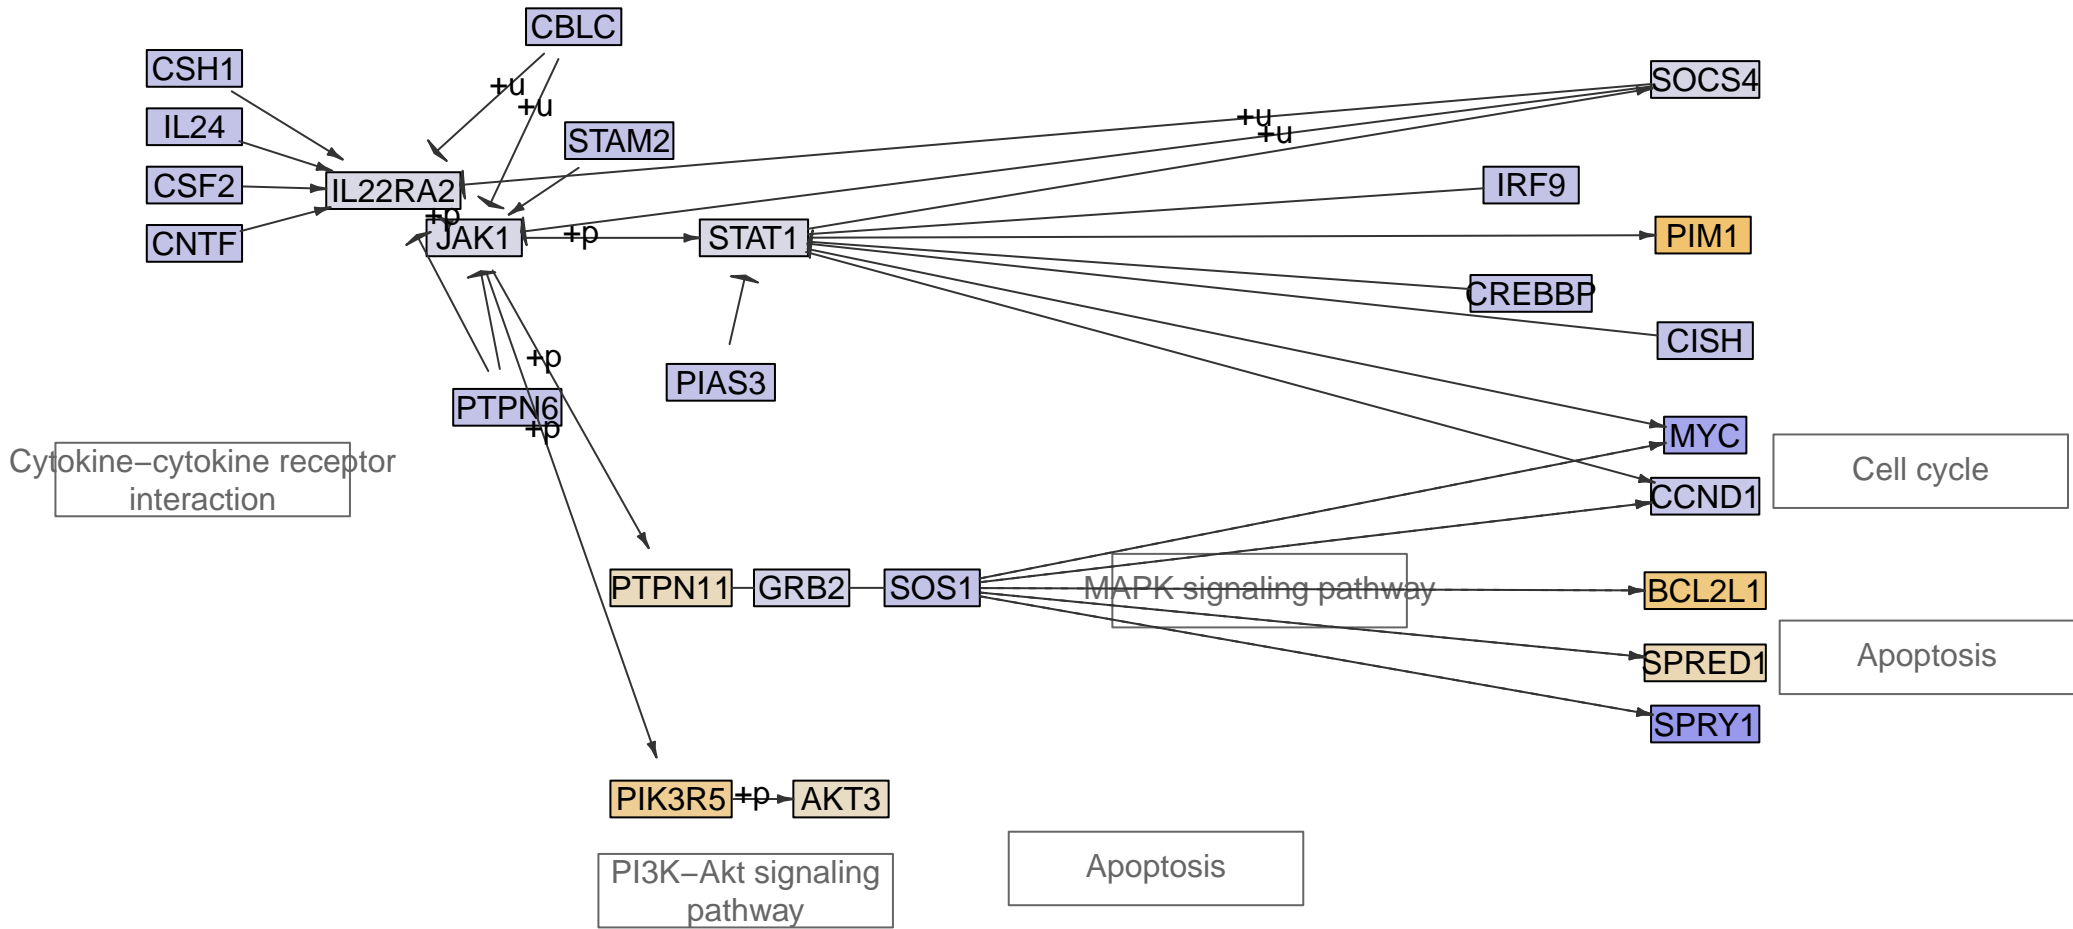 CBLC
CSH1
SOCS4
+u
+u
+u
IL24
+u
STAM2
CSF2
IL22RA2
IRF9
+p
CNTF
JAK1
+p
STAT1
PIM1
CREBBP
CISH
+p
PIAS3
PTPN6
+p
MYC
Cytokine−cytokine receptor
interaction
Cell cycle
CCND1
PTPN11
GRB2
SOS1
MAPK signaling pathway
BCL2L1
SPRED1
Apoptosis
SPRY1
PIK3R5
+p
AKT3
PI3K−Akt signaling
pathway
Apoptosis